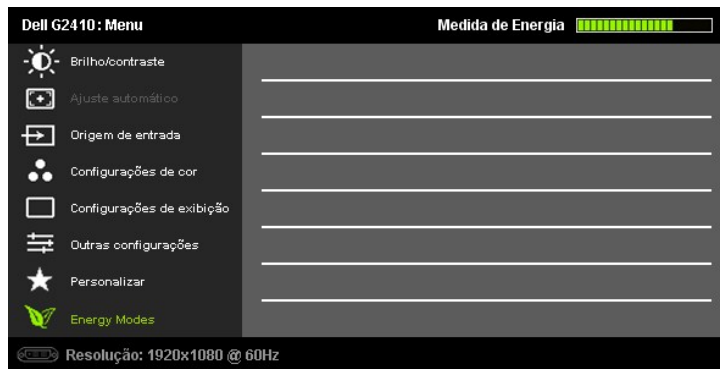 Dell G2410: Menu
Medida de Energia
Brilho/contraste
Ajuste automático
Origem de entrada
Configurações de cor
Configurações de exibição
Outras configurações
Personalizar
Energy Modes
Resolução: 1920x1080 @ 60Hz